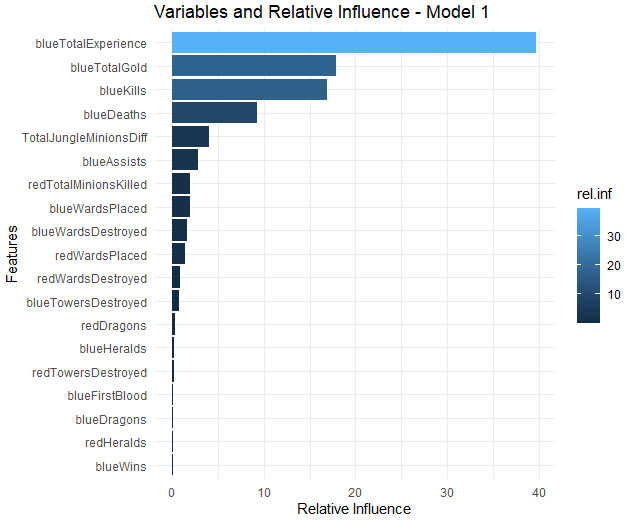 Variables and Relative Influence - Model 1
blueTotalExperience
blueTotalGold
blueKills
blueDeaths
TotalJungleMinionsDiff
blueAssists
redTotalMinionsKilled
blueWardsPlaced
blueWardsDestroyed
redWardsPlaced
redWardsDestroyed
blueTowersDestroyed
redDragons
blueHeralds
redTowersDestroyed
blueFirstBlood
blueDragons
redHeralds
blueWins
Features
0 10 20 30 40
Relative Influence
rel.inf
30
20
10